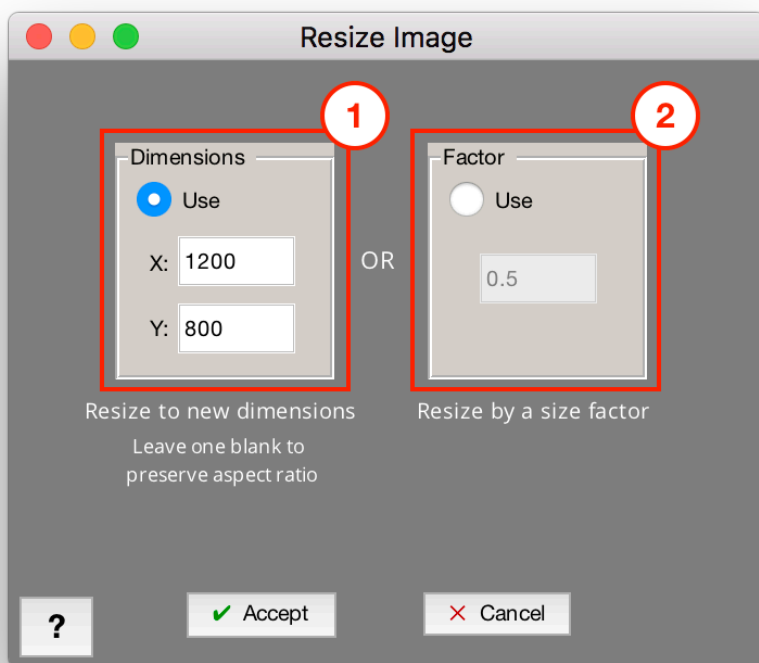 Resize Image
1
2
Dimensions
Use
X: 1200
Y: 800
OR
Factor
Use
0.5
Resize to new dimensions
Leave one blank to
preserve aspect ratio
Resize by a size factor
?
✔ Accept
✕ Cancel